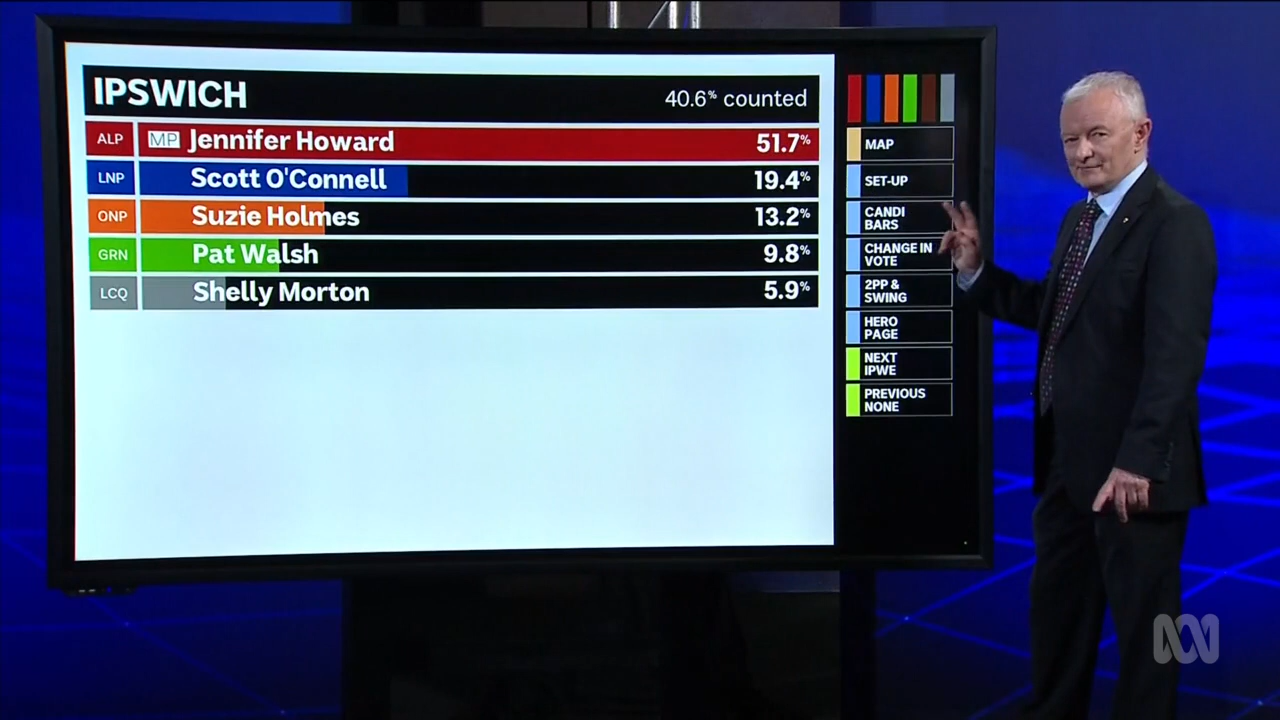 IPSWICH
40.6% counted
ALP MP Jennifer Howard 51.7%
LNP Scott O'Connell 19.4%
ONP Suzie Holmes 13.2%
GRN Pat Walsh 9.8%
LCQ Shelly Morton 5.9%
MAP
SET-UP
CANDI
BARS
CHANGE IN
VOTE
2PP &
SWING
HERO
PAGE
NEXT
IPWE
PREVIOUS
NONE